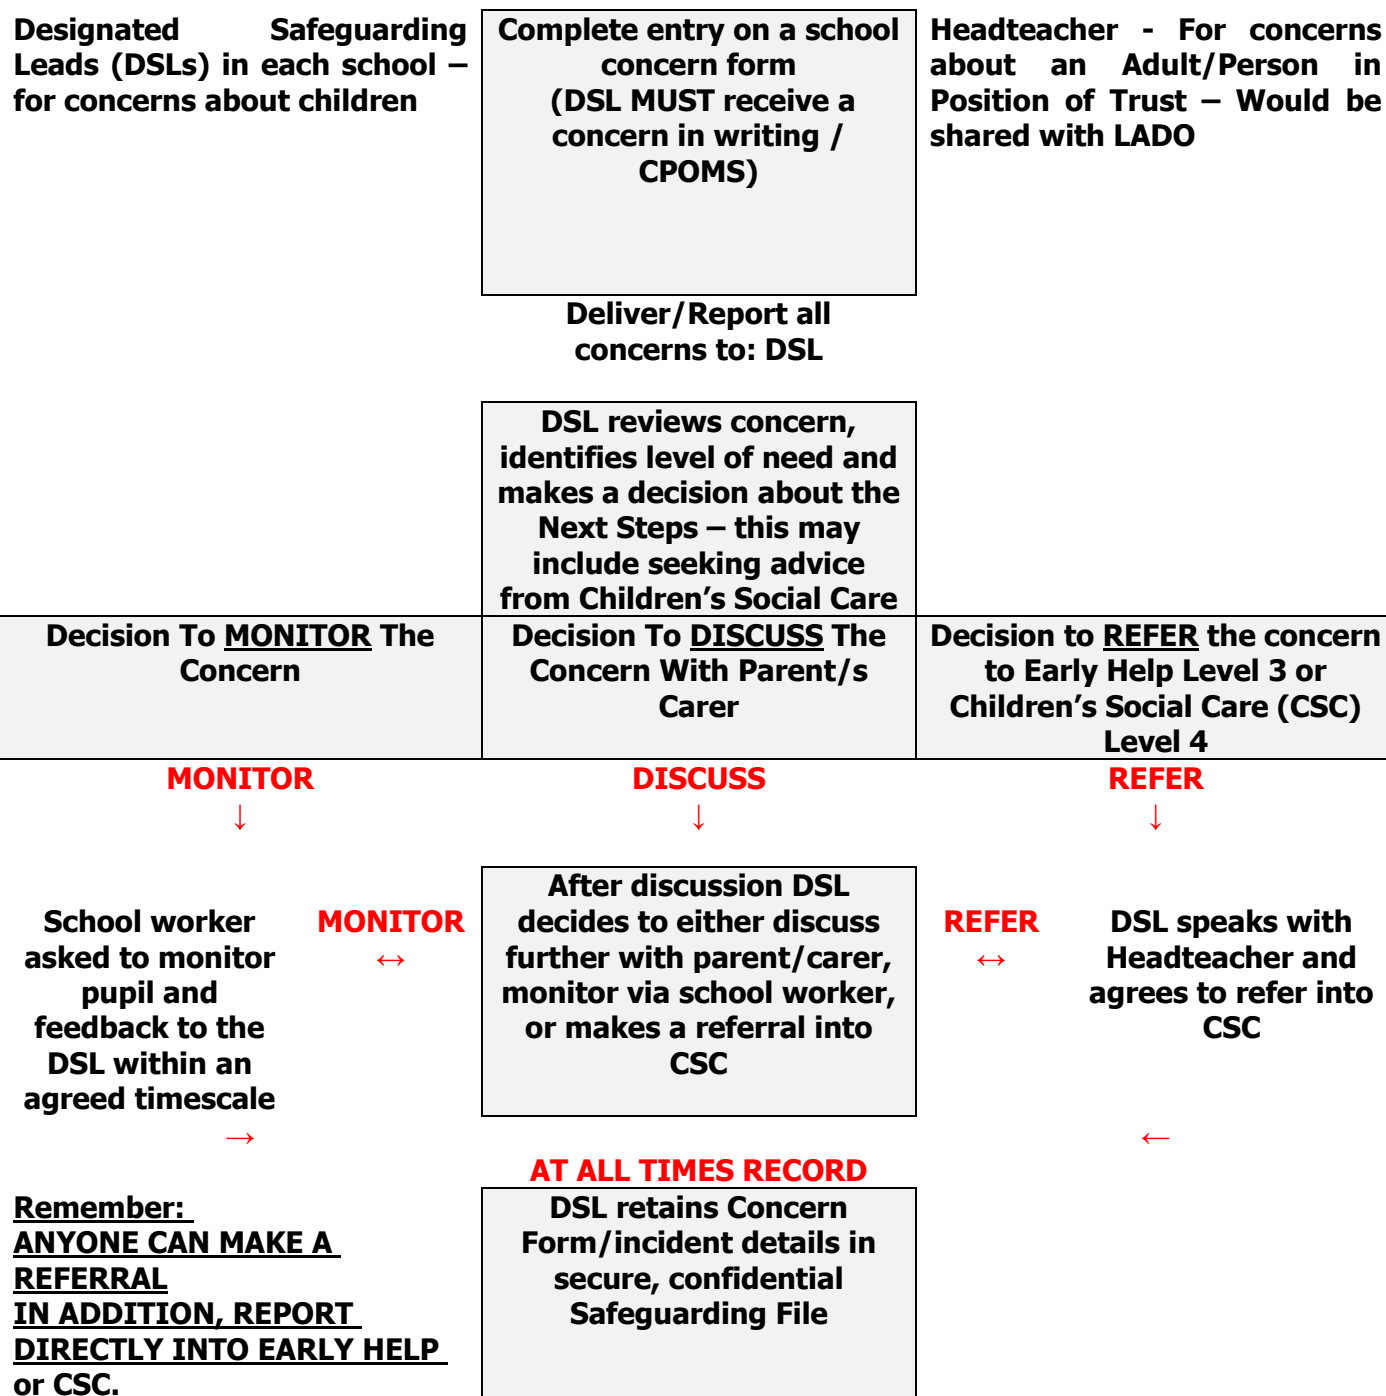 Designated Safeguarding
Leads (DSLs) in each school –
for concerns about children
Complete entry on a school
concern form
(DSL MUST receive a
concern in writing /
CPOMS)
Headteacher - For concerns
about an Adult/Person in
Position of Trust – Would be
shared with LADO
Deliver/Report all
concerns to: DSL
DSL reviews concern,
identifies level of need and
makes a decision about the
Next Steps – this may
include seeking advice
from Children’s Social Care
Decision To MONITOR The
Concern
Decision To DISCUSS The
Concern With Parent/s
Carer
Decision to REFER the concern
to Early Help Level 3 or
Children’s Social Care (CSC)
Level 4
MONITOR
↓
DISCUSS
↓
REFER
↓
School worker
asked to monitor
pupil and
feedback to the
DSL within an
agreed timescale
→
MONITOR
↔
After discussion DSL
decides to either discuss
further with parent/carer,
monitor via school worker,
or makes a referral into
CSC
REFER
↔
DSL speaks with
Headteacher and
agrees to refer into
CSC
←
AT ALL TIMES RECORD
Remember:
ANYONE CAN MAKE A
REFERRAL
IN ADDITION, REPORT
DIRECTLY INTO EARLY HELP
or CSC.
DSL retains Concern
Form/incident details in
secure, confidential
Safeguarding File